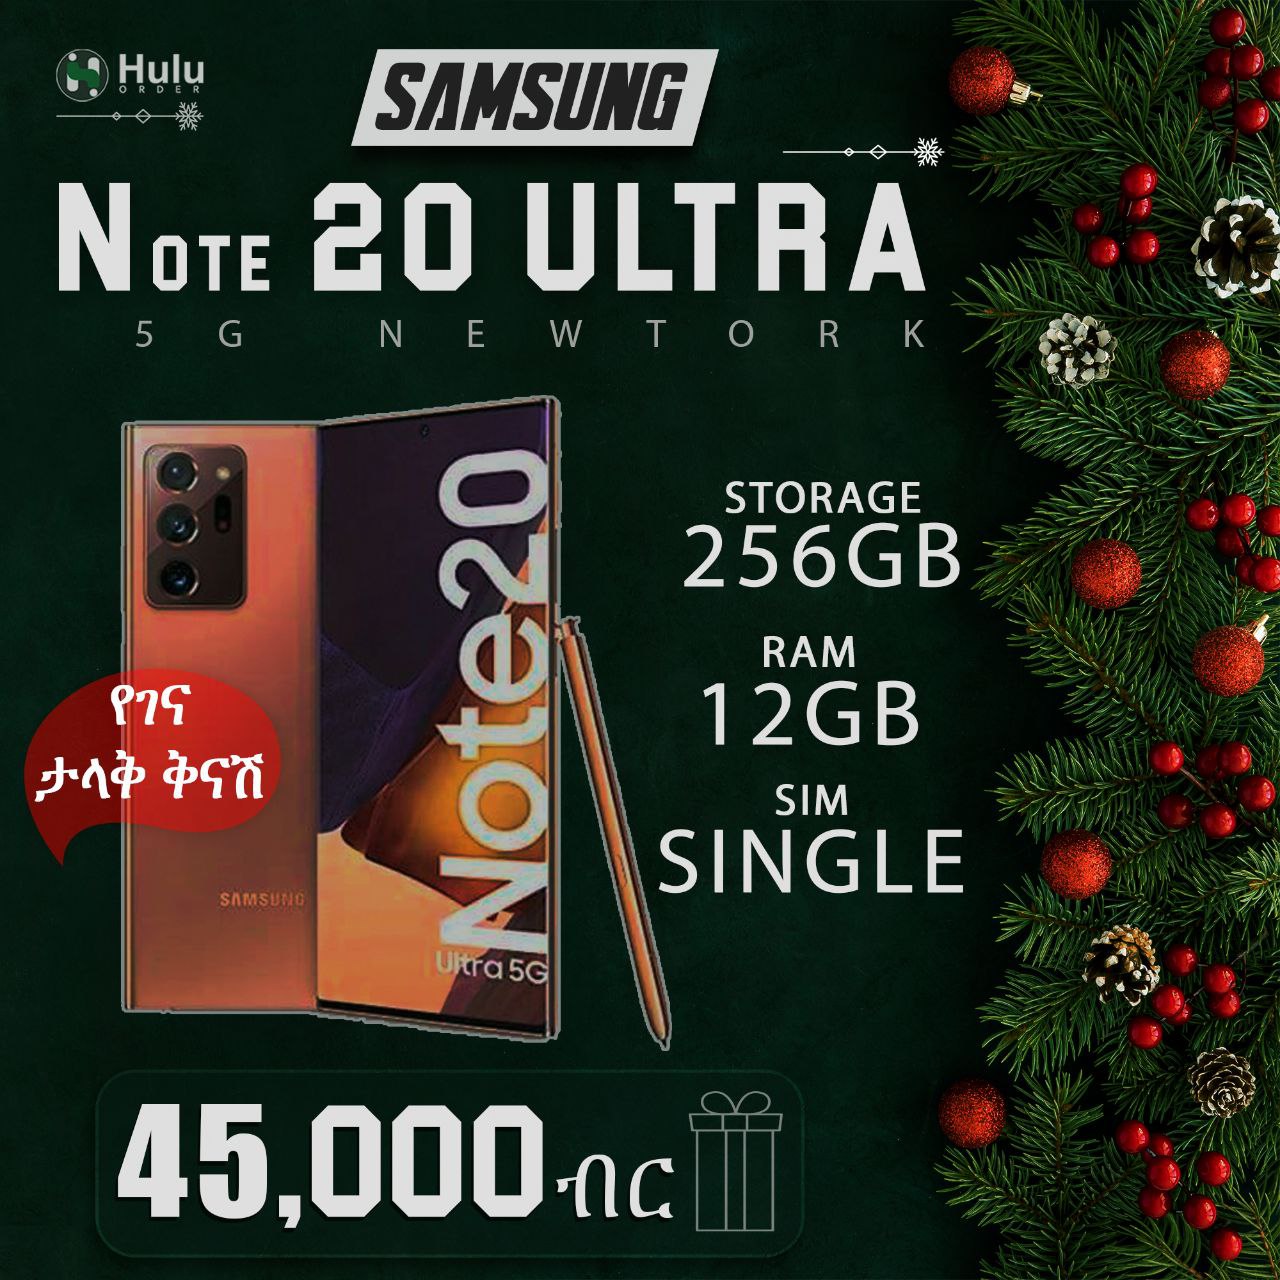 Hulu
ORDER
SAMSUNG
NOTE 20 ULTRA
5G NEWTORK
Note20
Ultra 5G
SAMSUNG
STORAGE
256GB
RAM
12GB
SIM
SINGLE
የገና
ታላቅ ቅናሽ
45,000 ብር